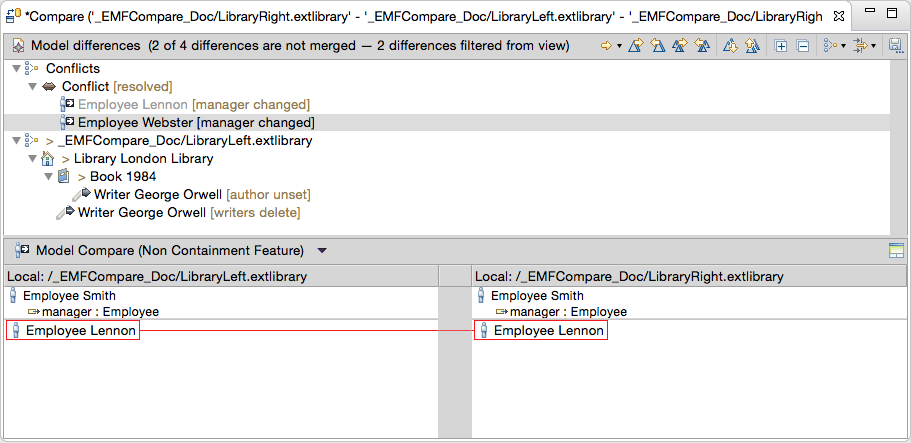 *Compare ('_EMFCompare_Doc/LibraryRight.extlibrary' - '_EMFCompare_Doc/LibraryLeft.extlibrary' - '_EMFCompare_Doc/LibraryRigh
Model differences (2 of 4 differences are not merged — 2 differences filtered from view)
Conflicts
Conflict [resolved]
Employee Lennon [manager changed]
Employee Webster [manager changed]
> _EMFCompare_Doc/LibraryLeft.extlibrary
> Library London Library
> Book 1984
Writer George Orwell [author unset]
Writer George Orwell [writers delete]
Model Compare (Non Containment Feature)
Local: /_EMFCompare_Doc/LibraryLeft.extlibrary
Employee Smith
manager : Employee
Employee Lennon
Local: /_EMFCompare_Doc/LibraryRight.extlibrary
Employee Smith
manager : Employee
Employee Lennon